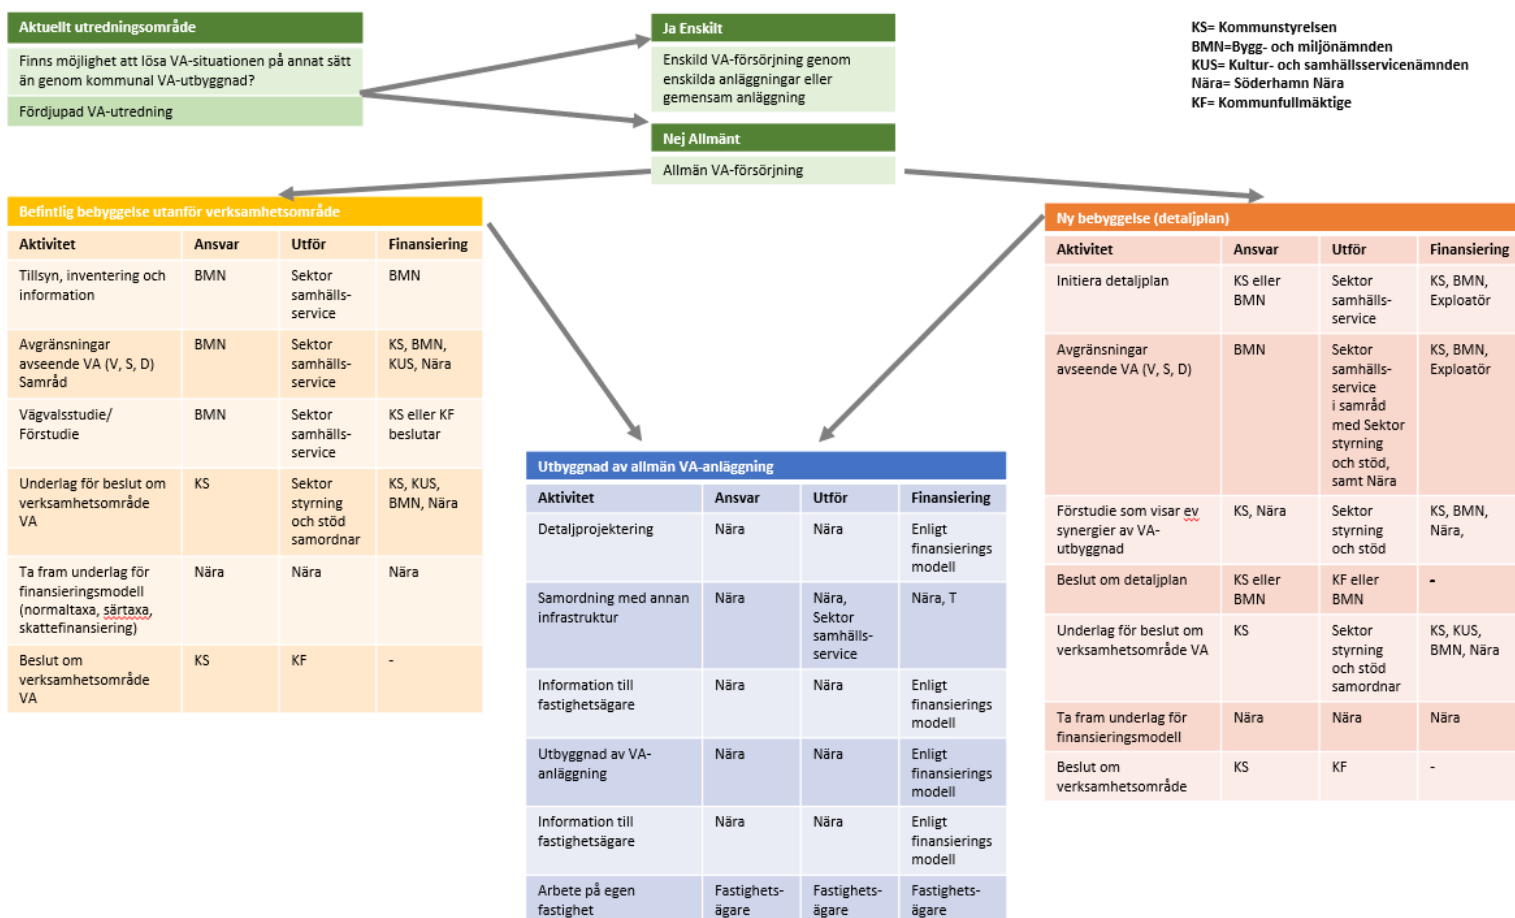 Aktuellt utredningsområde
Finns möjlighet att lösa VA-situationen på annat sätt
än genom kommunal VA-utbyggnad?
Fördjupad VA-utredning
Ja Enskilt
Enskild VA-försörjning genom
enskilda anläggningar eller
gemensam anläggning
Nej Allmänt
Allmän VA-försörjning
KS= Kommunstyrelsen
BMN=Bygg- och miljönämnden
KUS= Kultur- och samhällsservicenämnden
Nära= Söderhamn Nära
KF= Kommunfullmäktige
Befintlig bebyggelse utanför verksamhetsområde
Aktivitet Ansvar Utför Finansiering
Tillsyn, inventering och BMN Sektor BMN
information samhälls-
service
Avgränsningar BMN Sektor KS, BMN,
avseende VA (V, S, D) samhälls- KUS, Nära
Samråd service
Vägvalsstudie/ BMN Sektor KS eller KF
Förstudie samhälls- beslutar
service
Underlag för beslut om KS Sektor KS, KUS,
verksamhetsområde styrning BMN, Nära
VA och stöd
samordnar
Ta fram underlag för Nära Nära Nära
finansieringsmodell
(normaltaxa, särtaxa,
skattefinansiering)
Beslut om KS KF -
verksamhetsområde
VA
Utbyggnad av allmän VA-anläggning
Aktivitet Ansvar Utför Finansiering
Detaljprojektering Nära Nära Enligt
finansierings
modell
Samordning med annan Nära Nära, Nära, T
infrastruktur Sektor
samhälls-
service
Information till Nära Nära Enligt
fastighetsägare finansierings
modell
Utbyggnad av VA- Nära Nära Enligt
anläggning finansierings
modell
Information till Nära Nära Enligt
fastighetsägare finansierings
modell
Arbete på egen Fastighets- Fastighets- Fastighets-
fastighet ägare ägare ägare
Ny bebyggelse (detaljplan)
Aktivitet Ansvar Utför Finansiering
Initiera detaljplan KS eller Sektor KS, BMN,
BMN samhälls- Exploatör
service
Avgränsningar BMN Sektor KS, BMN,
avseende VA (V, S, D) samhälls- Exploatör
service
i samråd
med Sektor
styrning
och stöd,
samt Nära
Förstudie som visar ev KS, Nära Sektor KS, BMN,
synergier av VA- styrning Nära,
utbyggnad och stöd
Beslut om detaljplan KS eller KF eller -
BMN BMN
Underlag för beslut om KS Sektor KS, KUS,
verksamhetsområde VA styrning BMN, Nära
och stöd
samordnar
Ta fram underlag för Nära Nära Nära
finansieringsmodell
Beslut om KS KF -
verksamhetsområde